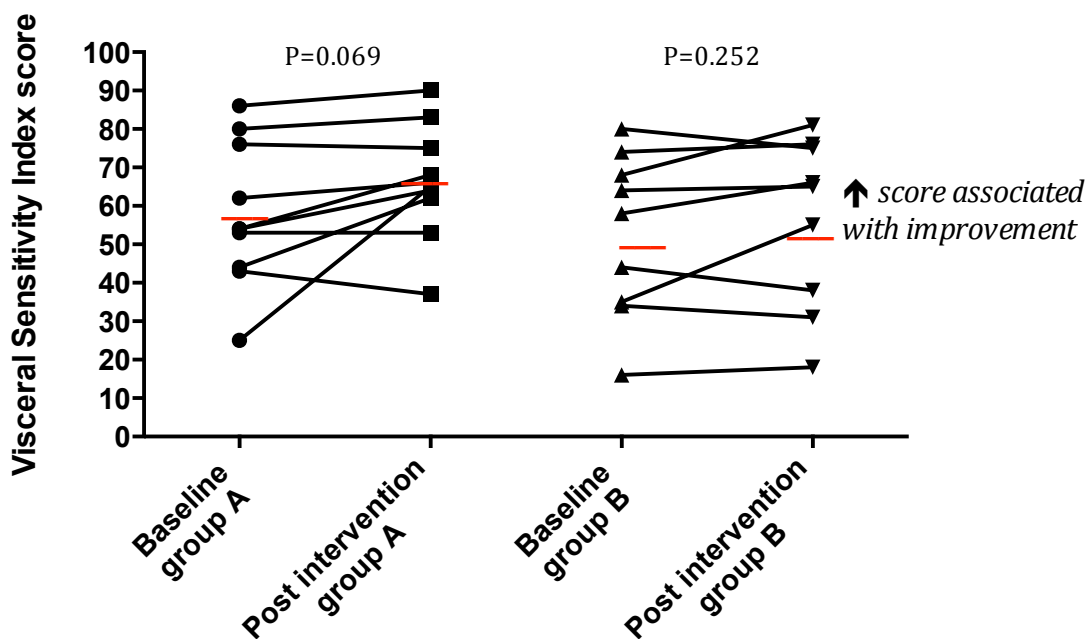 Visceral Sensitivity Index score
100
90
80
70
60
50
40
30
20
10
0
P=0.069
P=0.252
↑ score associated
with improvement
Baseline
group A
Post intervention
group A
Baseline
group B
Post intervention
group B